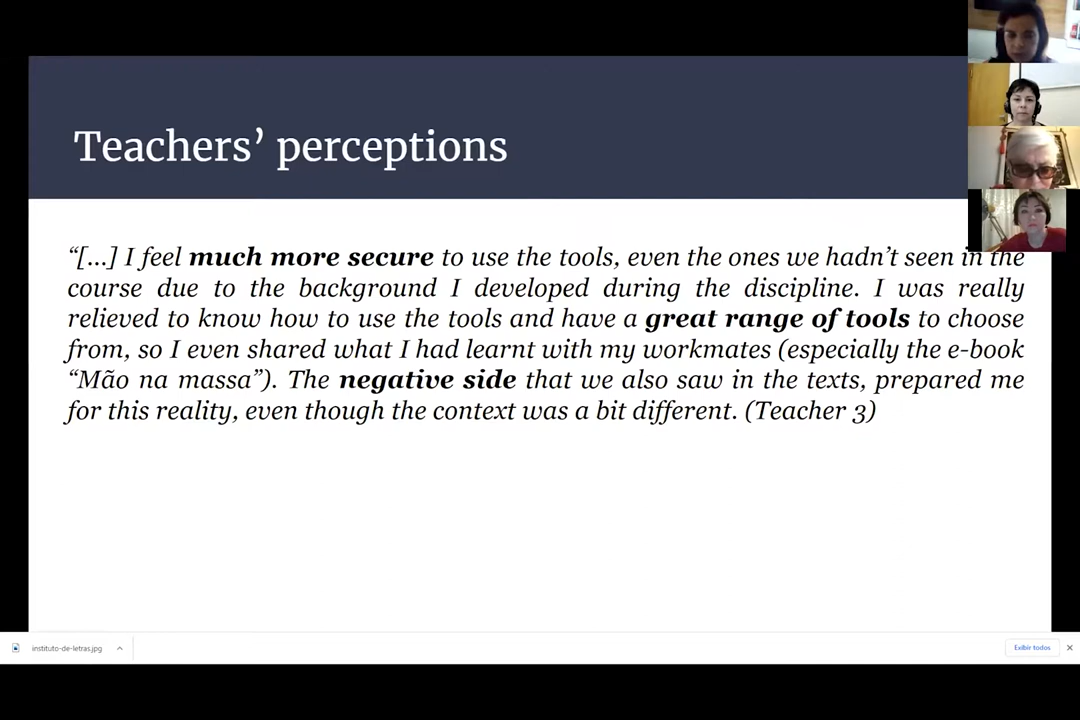 Teachers’ perceptions
“[...] I feel much more secure to use the tools, even the ones we hadn’t seen in the
course due to the background I developed during the discipline. I was really
relieved to know how to use the tools and have a great range of tools to choose
from, so I even shared what I had learnt with my workmates (especially the e-book
“Mão na massa”). The negative side that we also saw in the texts, prepared me
for this reality, even though the context was a bit different. (Teacher 3)
instituto-de-letras.jpg
Exibir todos